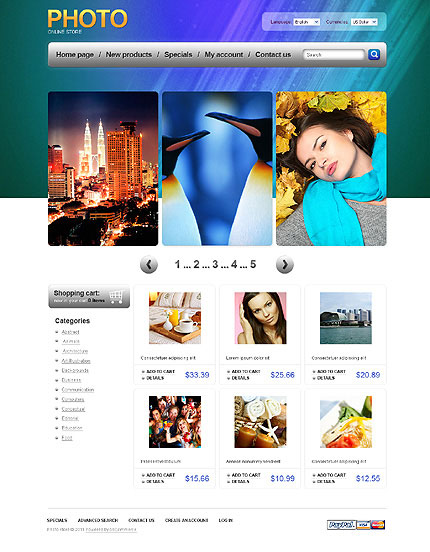 PHOTO
ONLINE STORE
Language: English Currencies: US Dollar
Home page / New products / Specials / My account / Contact us Search
1 ... 2 ... 3 ... 4 ... 5
Shopping cart:
now in your cart 0 items
Categories
Abstract
Animals
Architecture
Art/Illustration
Backgrounds
Business
Communication
Computers
Conceptual
Editorial
Education
Food
Consectetuer adipiscing elit
ADD TO CART
DETAILS $33.39
Lorem ipsum dolor sit
ADD TO CART
DETAILS $25.66
Consectetuer adipiscing elit
ADD TO CART
DETAILS $20.89
ADD TO CART
DETAILS $15.66
Aenean nonummy hendrerit
ADD TO CART
DETAILS $10.99
Consectetuer adipiscing elit
ADD TO CART
DETAILS $12.55
SPECIALS ADVANCED SEARCH CONTACT US CREATE AN ACCOUNT LOG IN
PayPal VISA